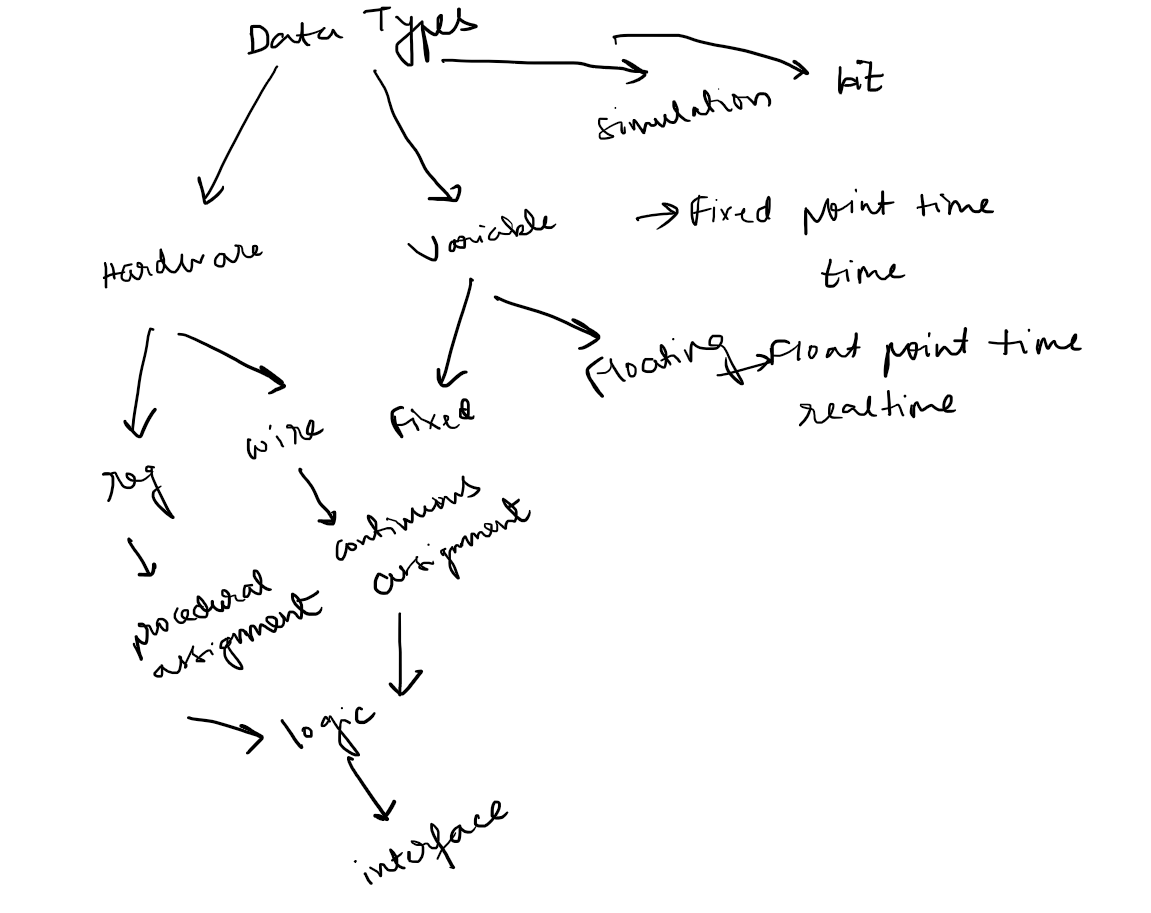 Data Types
simulation
Hardware
Variable
Fixed point time
time
Floating
Float point time
realtime
reg
wire
Fixed
continuous
assignment
procedural
assignment
logic
interface